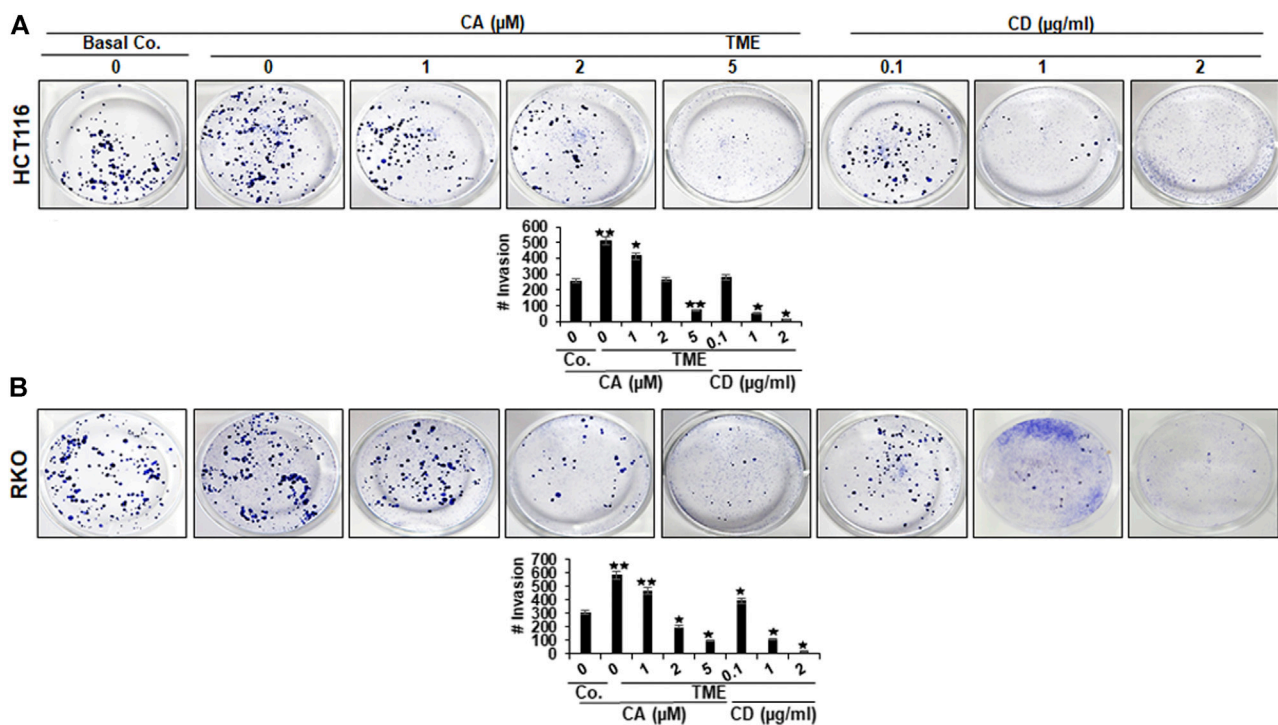 A
CA (µM) CD (µg/ml)
Basal Co. TME
0 0 1 2 5 0.1 1 2
HCT116
# Invasion
600
500
400
300
200
100
0
★★ ★ ★★ ★ ★
0 0 1 2 5 0.1 1 2
Co. TME
CA (µM) CD (µg/ml)
B
RKO
# Invasion
700
600
500
400
300
200
100
0
★★ ★★ ★ ★ ★ ★ ★
0 0 1 2 5 0.1 1 2
Co. TME
CA (µM) CD (µg/ml)